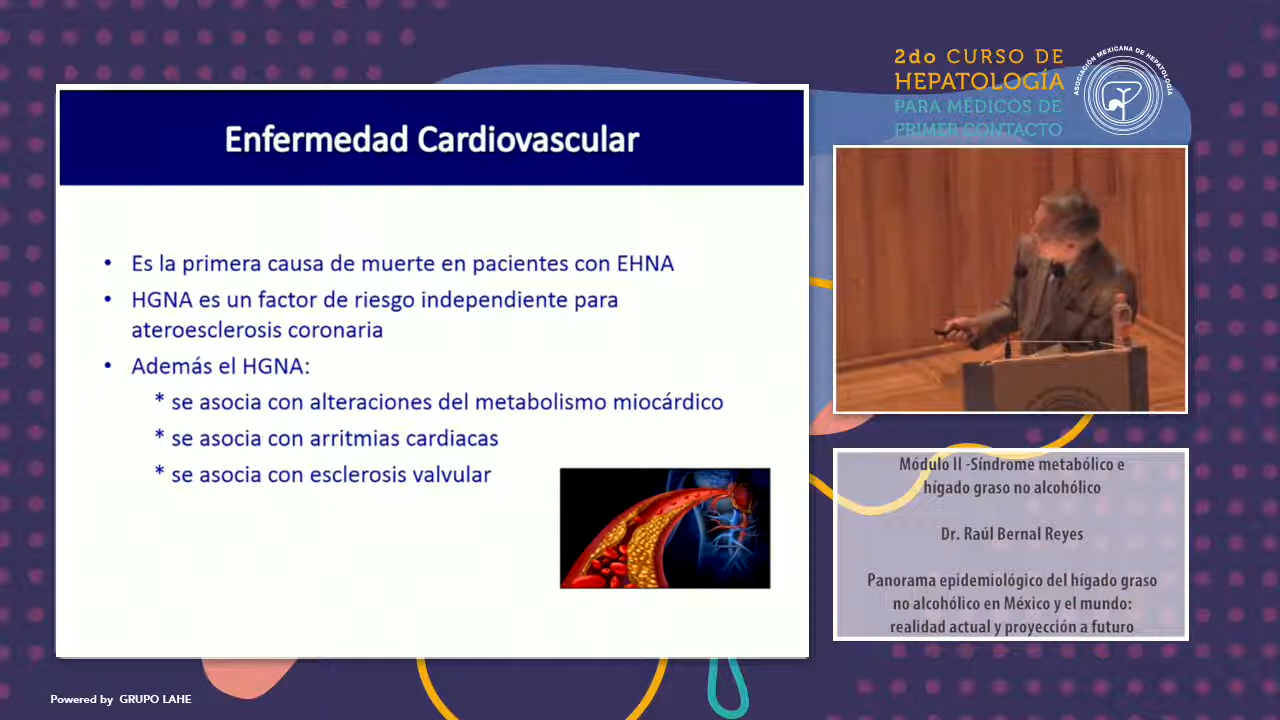 2do CURSO DE
HEPATOLOGÍA
PARA MÉDICOS DE
PRIMER CONTACTO
ASOCIACIÓN MEXICANA DE HEPATOLOGÍA
Enfermedad Cardiovascular
• Es la primera causa de muerte en pacientes con EHNA
• HGNA es un factor de riesgo independiente para
ateroesclerosis coronaria
• Además el HGNA:
* se asocia con alteraciones del metabolismo miocárdico
* se asocia con arritmias cardiacas
* se asocia con esclerosis valvular
Módulo II -Síndrome metabólico e
hígado graso no alcohólico
Dr. Raúl Bernal Reyes
Panorama epidemiológico del hígado graso
no alcohólico en México y el mundo:
realidad actual y proyección a futuro
Powered by GRUPO LAHE